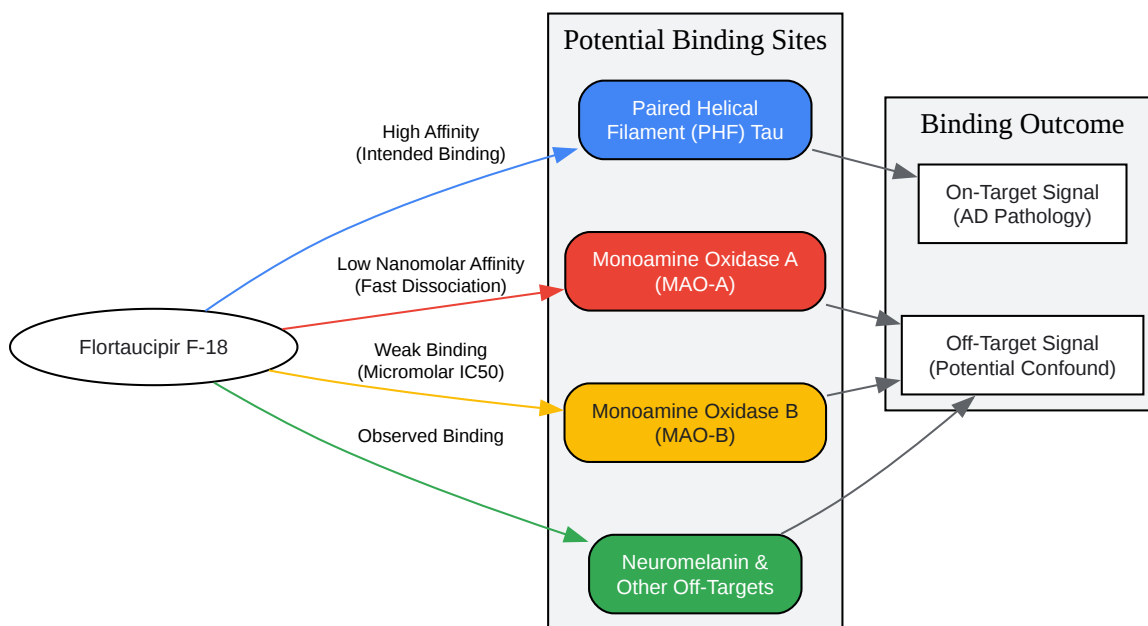 Potential Binding Sites
Paired Helical
Filament (PHF) Tau
High Affinity
(Intended Binding)
Binding Outcome
On-Target Signal
(AD Pathology)
Low Nanomolar Affinity
(Fast Dissociation)
Monoamine Oxidase A
(MAO-A)
Flortaucipir F-18
Off-Target Signal
(Potential Confound)
Weak Binding
(Micromolar IC50)
Monoamine Oxidase B
(MAO-B)
Observed Binding
Neuromelanin &
Other Off-Targets